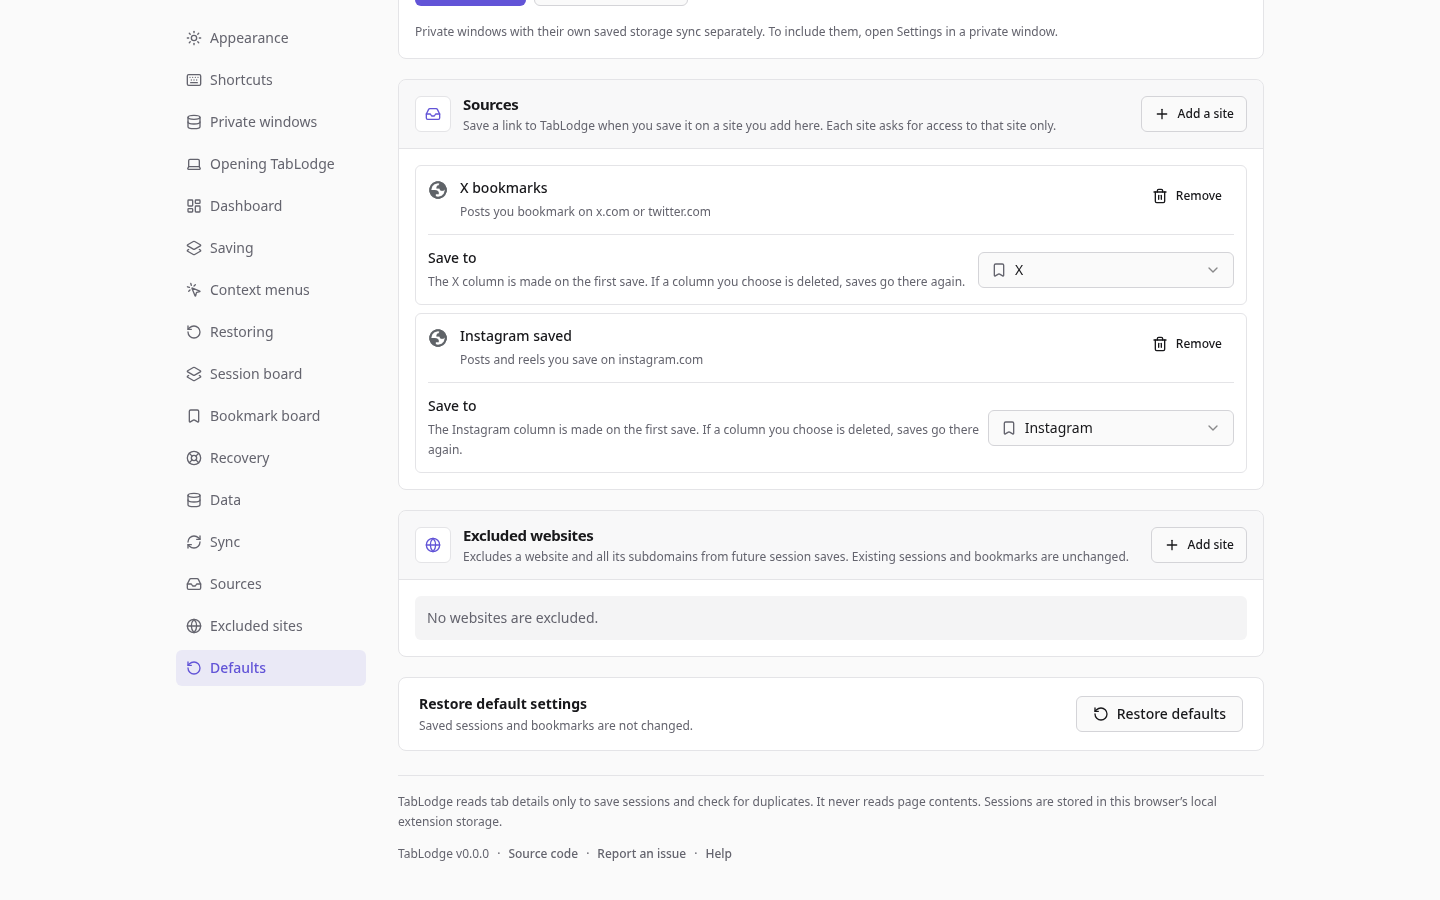 Appearance
Shortcuts
Private windows
Opening TabLodge
Dashboard
Saving
Context menus
Restoring
Session board
Bookmark board
Recovery
Data
Sync
Sources
Excluded sites
Defaults
Private windows with their own saved storage sync separately. To include them, open Settings in a private window.
Sources
Save a link to TabLodge when you save it on a site you add here. Each site asks for access to that site only.
Add a site
X bookmarks
Posts you bookmark on x.com or twitter.com
Remove
Save to
The X column is made on the first save. If a column you choose is deleted, saves go there again.
X
Instagram saved
Posts and reels you save on instagram.com
Remove
Save to
The Instagram column is made on the first save. If a column you choose is deleted, saves go there
again.
Instagram
Excluded websites
Excludes a website and all its subdomains from future session saves. Existing sessions and bookmarks are unchanged.
Add site
No websites are excluded.
Restore default settings
Saved sessions and bookmarks are not changed.
Restore defaults
TabLodge reads tab details only to save sessions and check for duplicates. It never reads page contents. Sessions are stored in this browser’s local
extension storage.
TabLodge v0.0.0 · Source code · Report an issue · Help